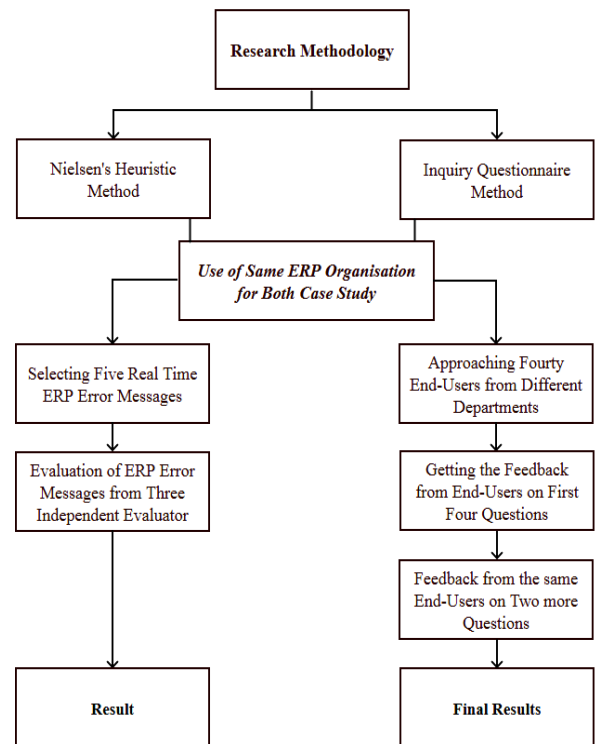 Research Methodology
Nielsen's Heuristic
Method
Inquiry Questionnaire
Method
Use of Same ERP Organisation
for Both Case Study
Selecting Five Real Time
ERP Error Messages
Approaching Fourty
End-Users from Different
Departments
Evaluation of ERP Error
Messages from Three
Independent Evaluator
Getting the Feedback
from End-Users on First
Four Questions
Feedback from the same
End-Users on Two more
Questions
Result
Final Results